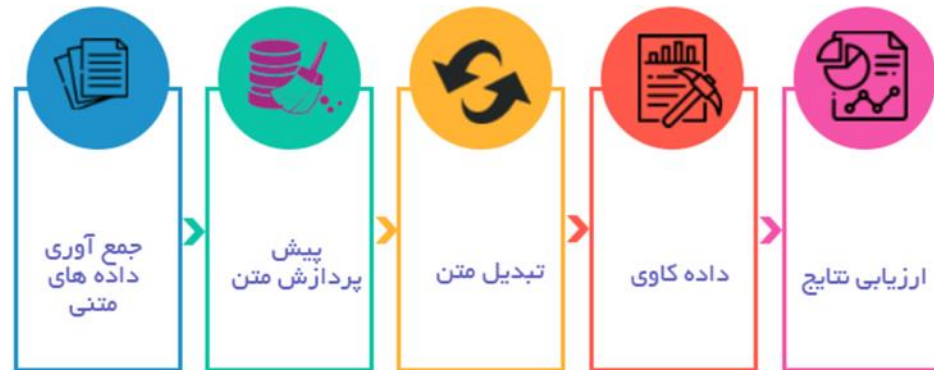 جمع آوری
داده های
متنی
پیش
پردازش متن
تبدیل متن
داده کاوی
ارزیابی نتایج